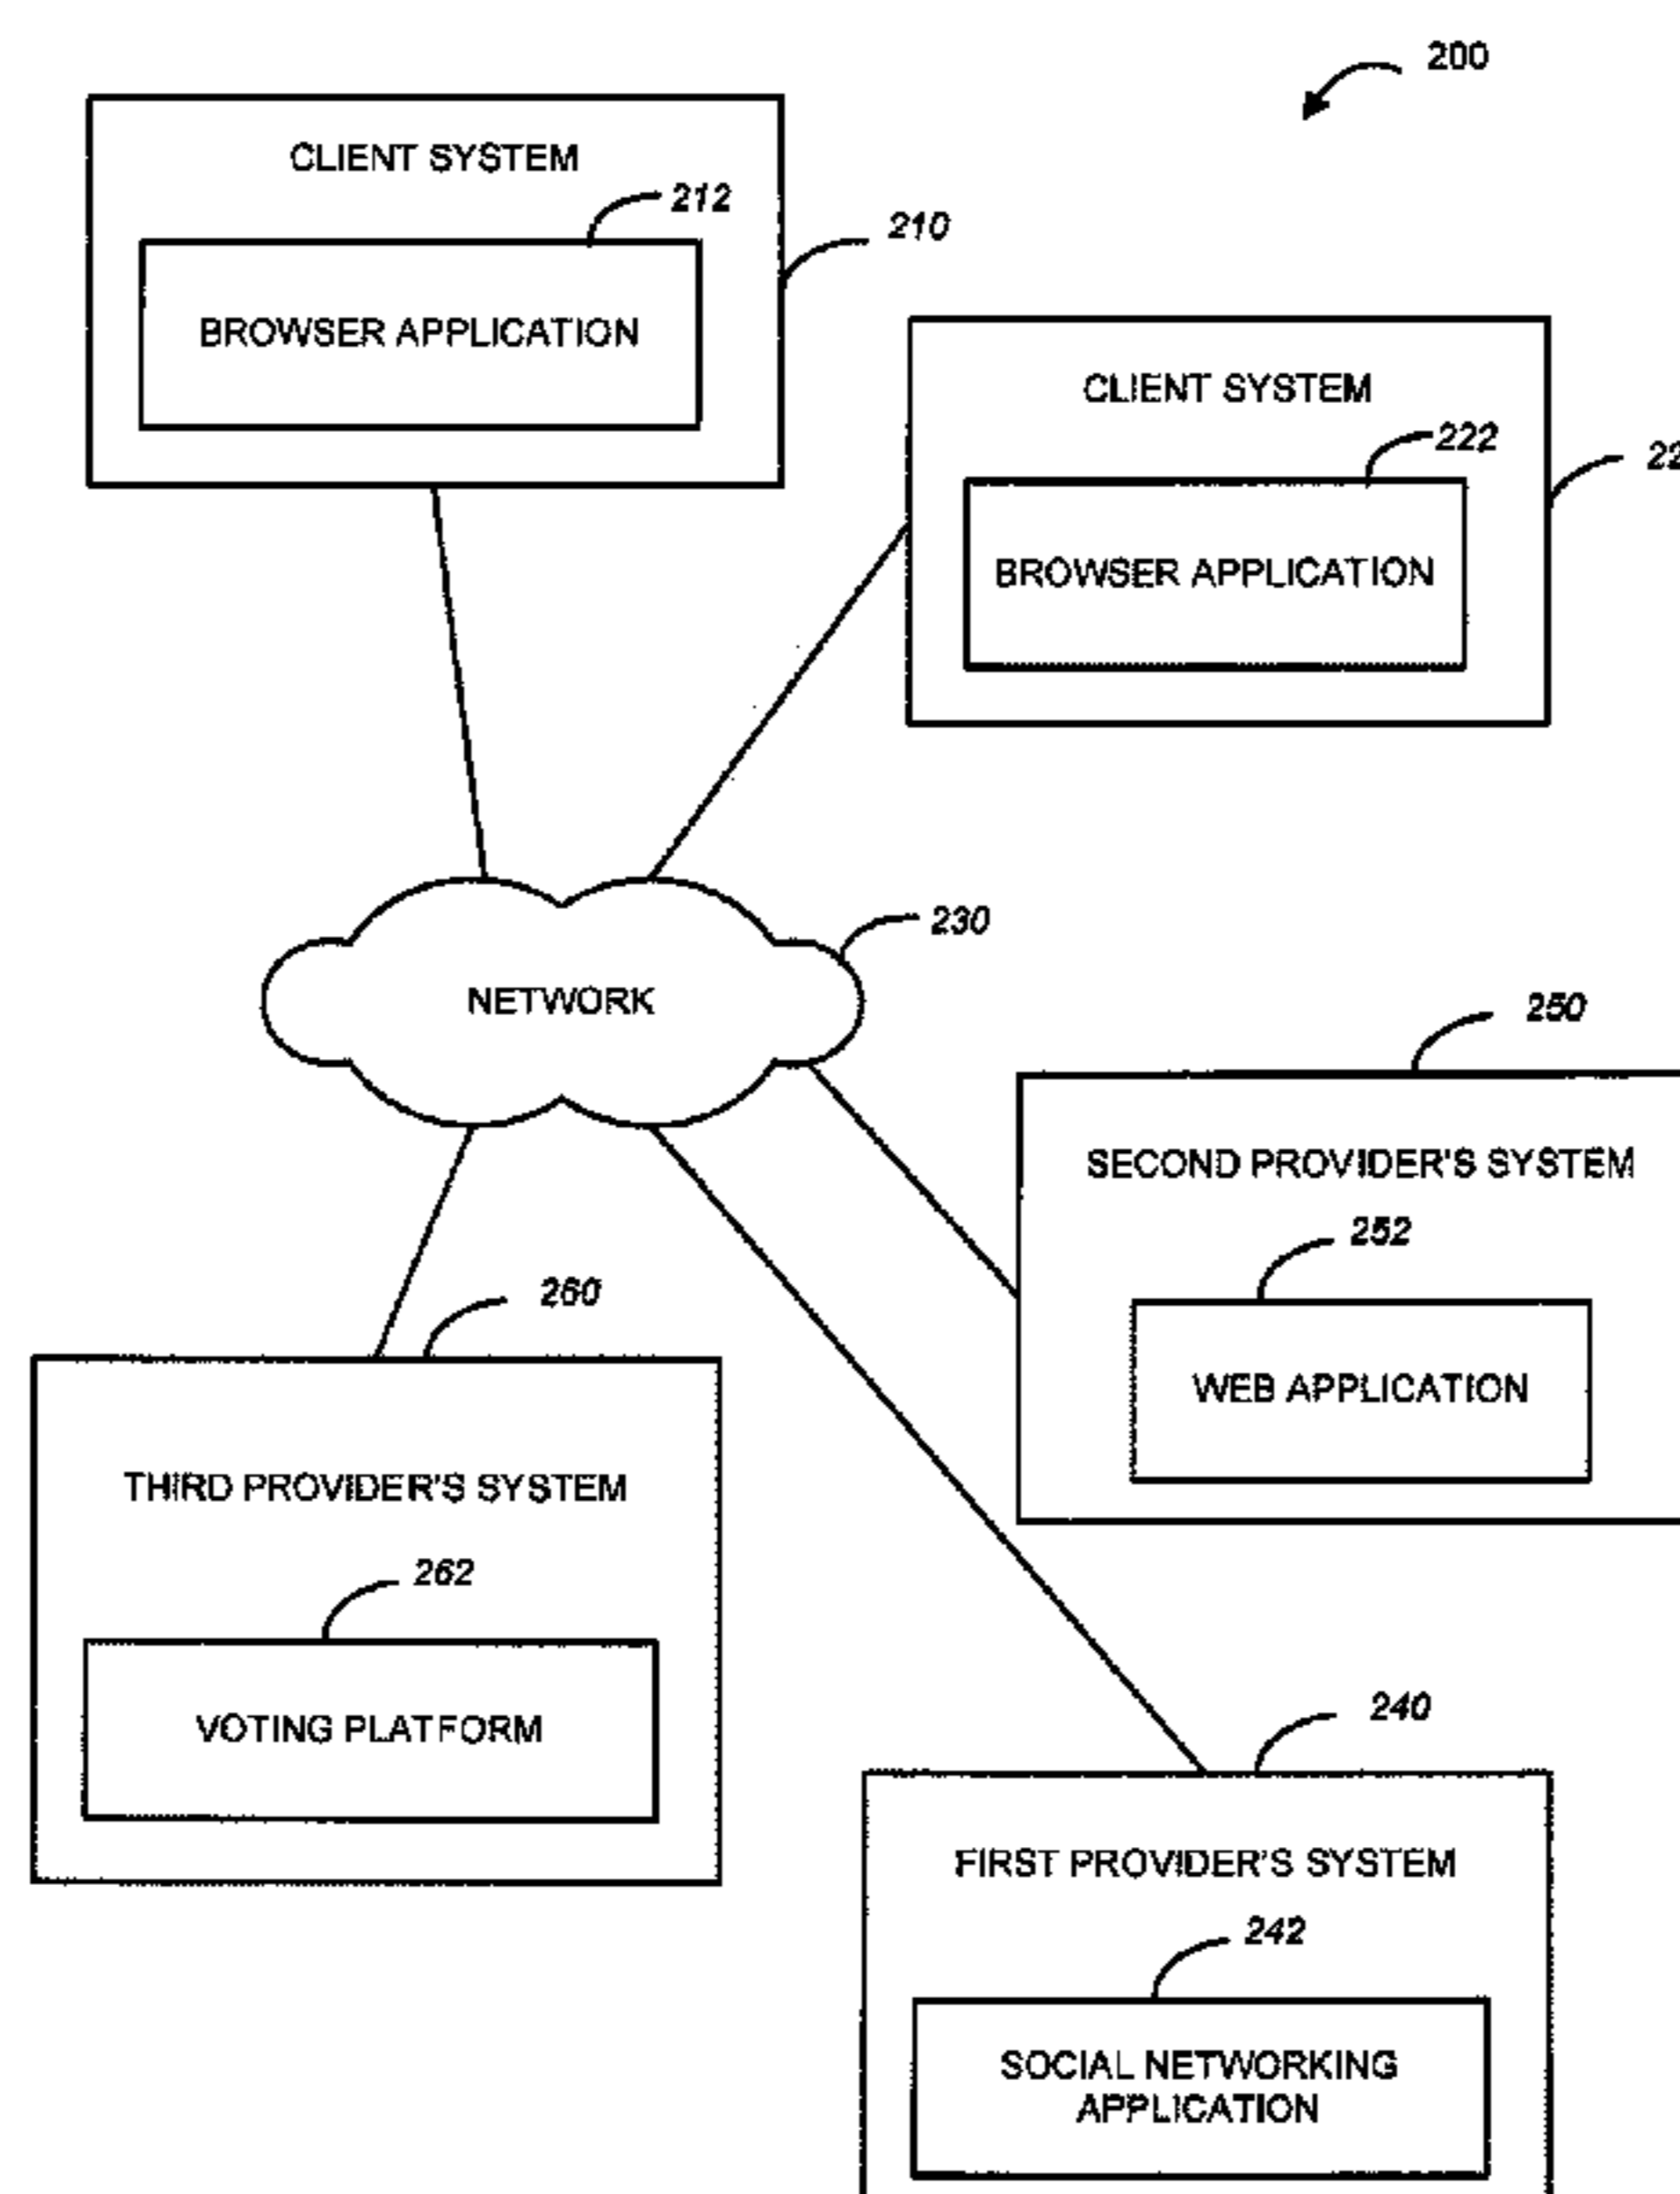 200
CLIENT SYSTEM
212
210
BROWSER APPLICATION
CLIENT SYSTEM
222
BROWSER APPLICATION
230
NETWORK
250
SECOND PROVIDER'S SYSTEM
252
WEB APPLICATION
260
THIRD PROVIDER'S SYSTEM
262
VOTING PLATFORM
240
FIRST PROVIDER'S SYSTEM
242
SOCIAL NETWORKING
APPLICATION